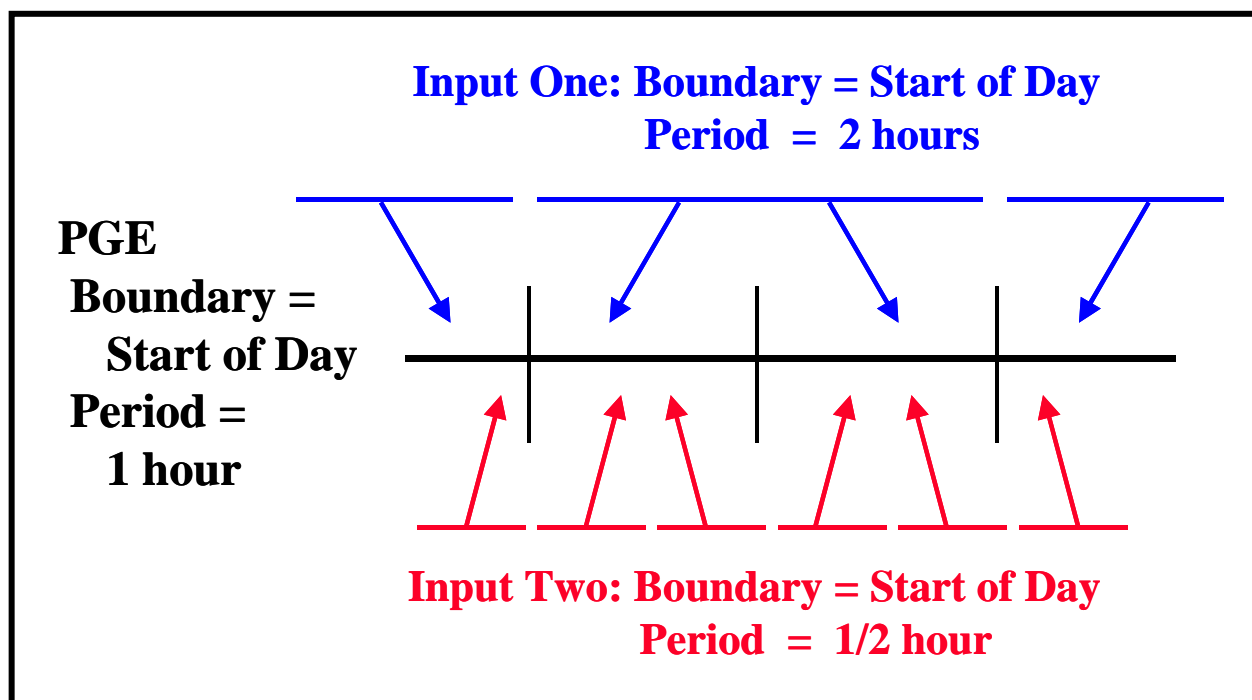 Input One: Boundary = Start of Day
Period = 2 hours
PGE
Boundary =
Start of Day
Period =
1 hour
Input Two: Boundary = Start of Day
Period = 1/2 hour